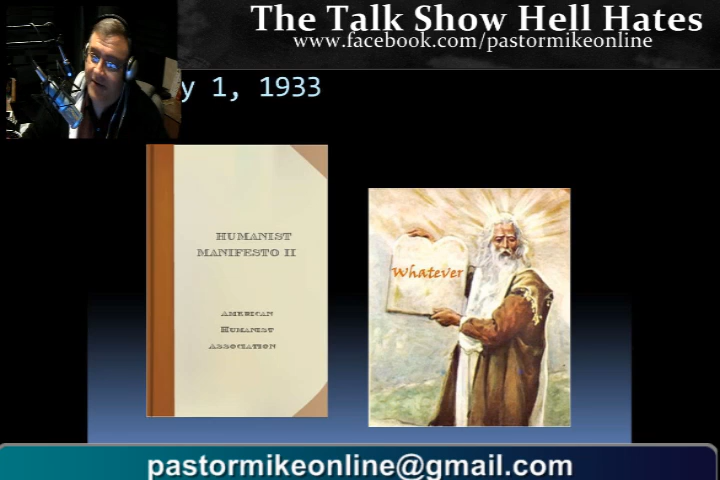 The Talk Show Hell Hates
www.facebook.com/pastormikeonline
y 1, 1933
HUMANIST
MANIFESTO II
AMERICAN
HUMANIST
ASSOCIATION
Whatever
pastormikeonline@gmail.com